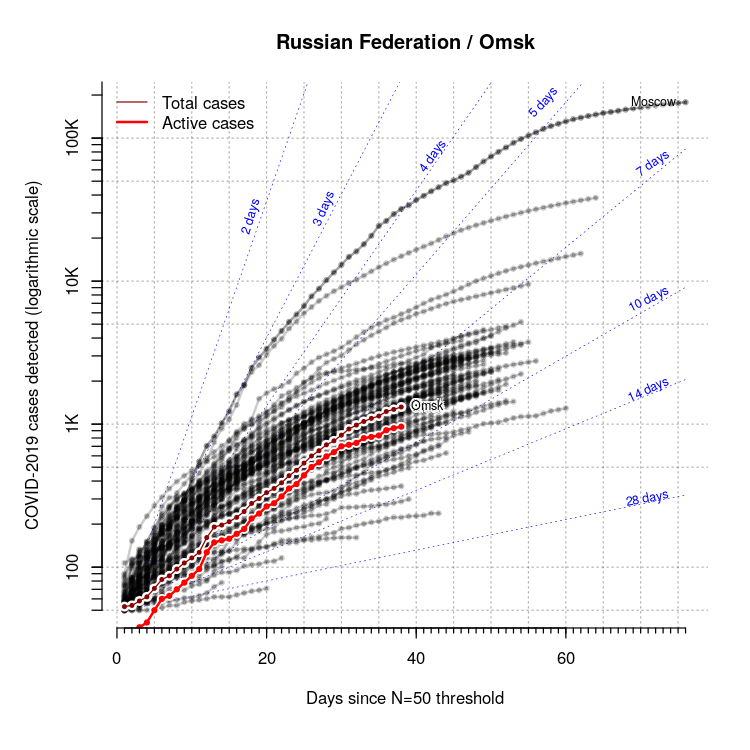 Russian Federation / Omsk
Total cases
Active cases
Moscow
Omsk
2 days
3 days
4 days
5 days
7 days
10 days
14 days
28 days
COVID-2019 cases detected (logarithmic scale)
100K
10K
1K
100
0
20
40
60
Days since N=50 threshold